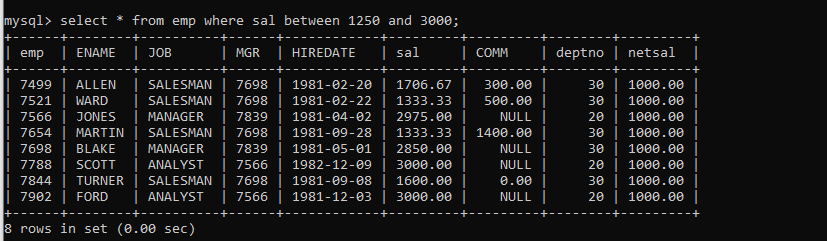 mysql> select * from emp where sal between 1250 and 3000;
+------+--------+----------+------+------------+---------+---------+--------+---------+
| emp  | ENAME  | JOB      | MGR  | HIREDATE   | sal     | COMM    | deptno | netsal  |
+------+--------+----------+------+------------+---------+---------+--------+---------+
| 7499 | ALLEN  | SALESMAN | 7698 | 1981-02-20 | 1706.67 |  300.00 |     30 | 1000.00 |
| 7521 | WARD   | SALESMAN | 7698 | 1981-02-22 | 1333.33 |  500.00 |     30 | 1000.00 |
| 7566 | JONES  | MANAGER  | 7839 | 1981-04-02 | 2975.00 |    NULL |     20 | 1000.00 |
| 7654 | MARTIN | SALESMAN | 7698 | 1981-09-28 | 1333.33 | 1400.00 |     30 | 1000.00 |
| 7698 | BLAKE  | MANAGER  | 7839 | 1981-05-01 | 2850.00 |    NULL |     30 | 1000.00 |
| 7788 | SCOTT  | ANALYST  | 7566 | 1982-12-09 | 3000.00 |    NULL |     20 | 1000.00 |
| 7844 | TURNER | SALESMAN | 7698 | 1981-09-08 | 1600.00 |    0.00 |     30 | 1000.00 |
| 7902 | FORD   | ANALYST  | 7566 | 1981-12-03 | 3000.00 |    NULL |     20 | 1000.00 |
+------+--------+----------+------+------------+---------+---------+--------+---------+
8 rows in set (0.00 sec)